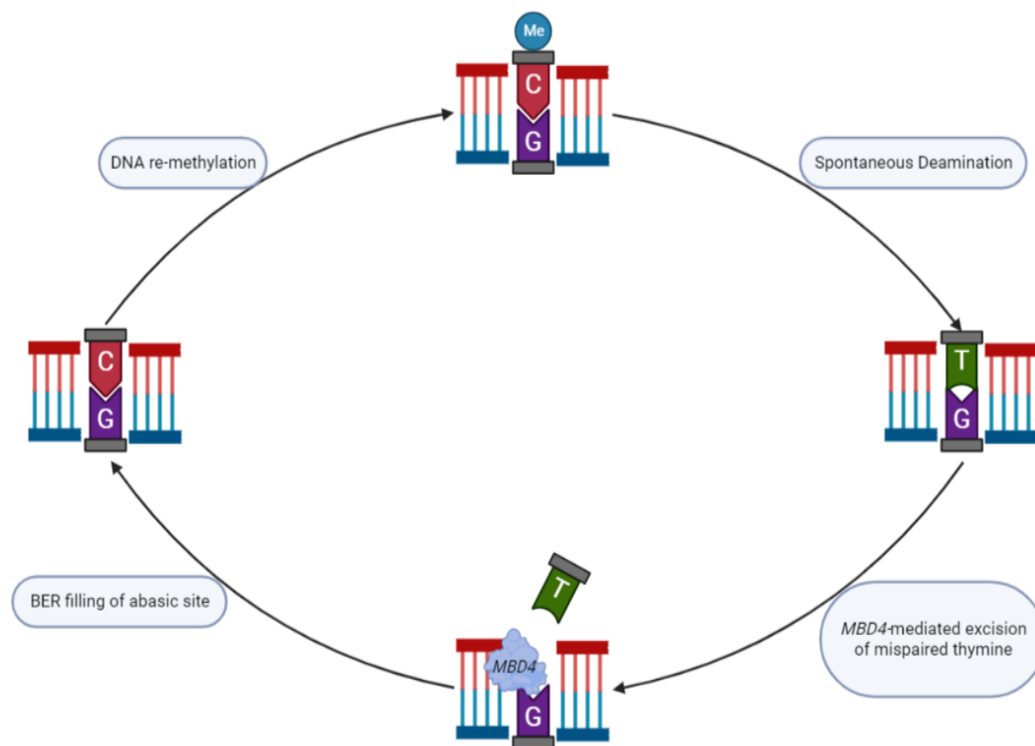 Me
C
G
DNA re-methylation
Spontaneous Deamination
C
G
T
G
T
BER filling of abasic site
MBD4-mediated excision
of mispaired thymine
MBD4
G